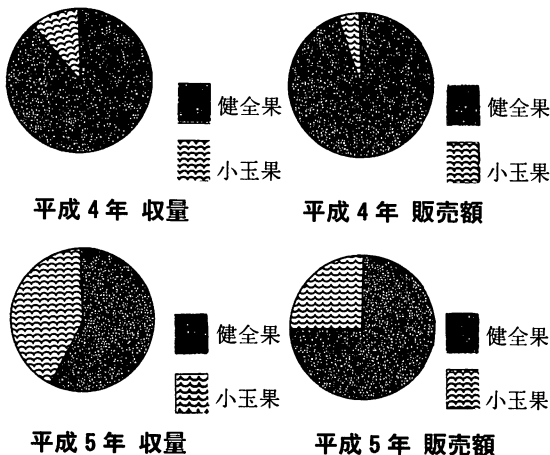 健全果
小玉果
平成4年 収量
健全果
小玉果
平成4年 販売額
健全果
小玉果
平成5年 収量
健全果
小玉果
平成5年 販売額